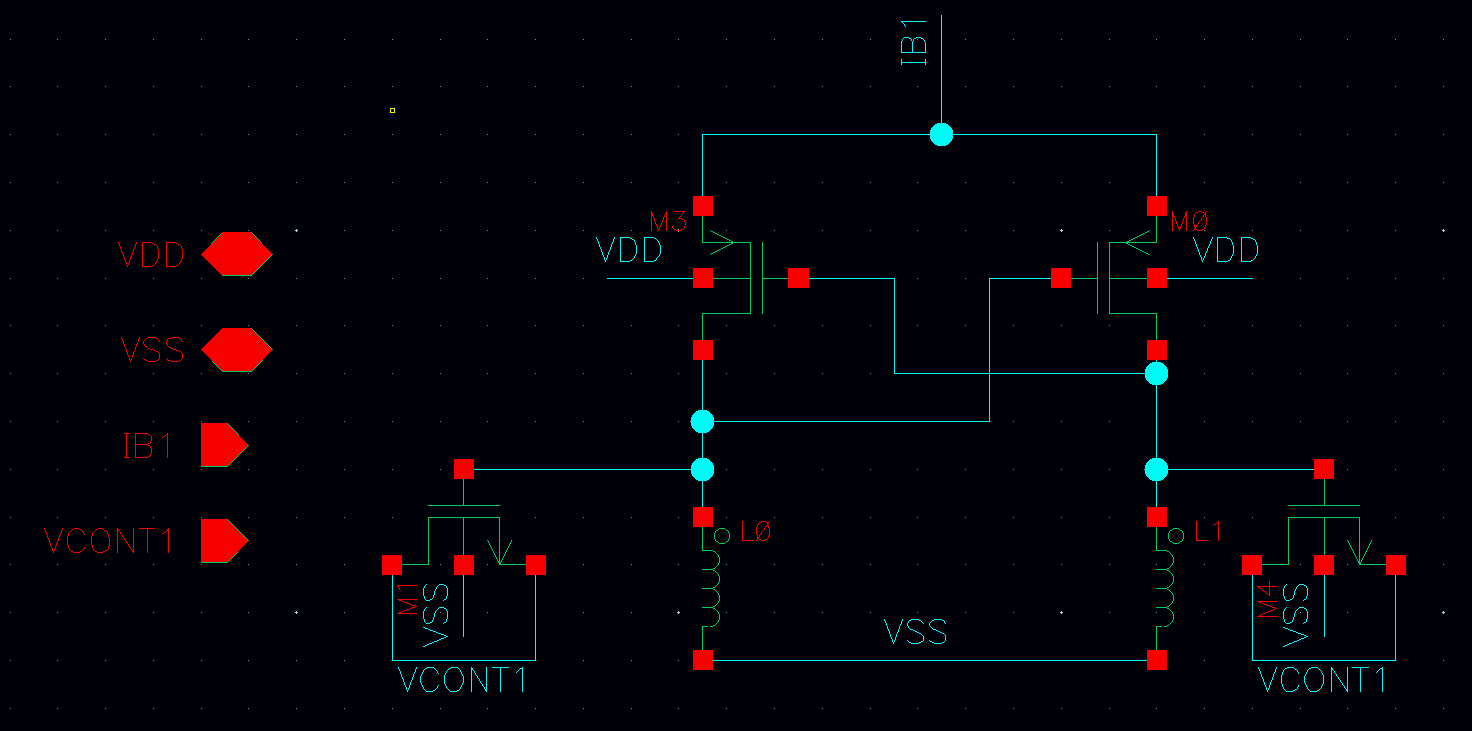 IB1
M3
MØ
VDD
VDD
VDD
VSS
IB1
VCONT1
LØ
L1
M1
VSS
VSS
M4
VSS
VCONT1
VCONT1